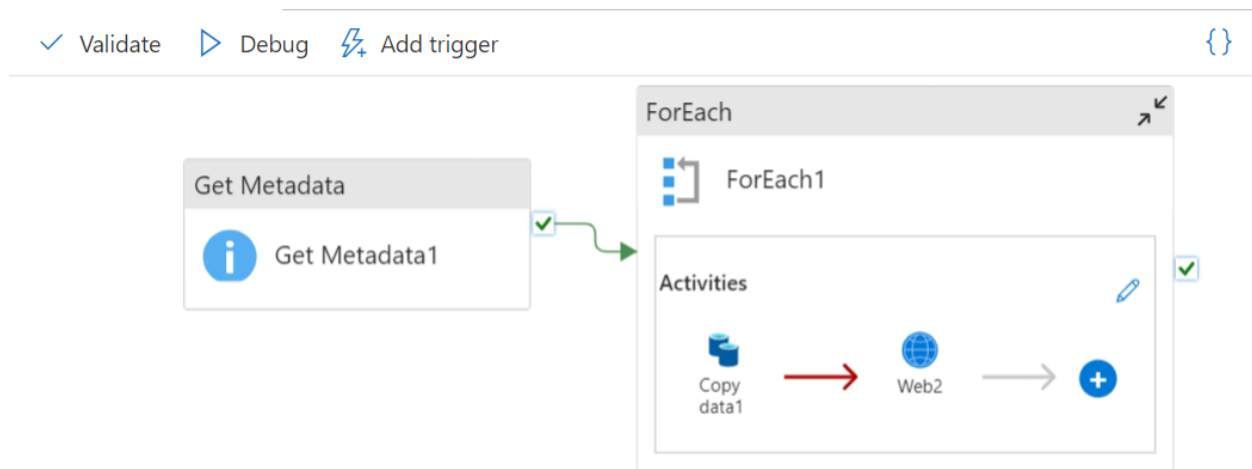 Validate Debug Add trigger {}
ForEach
Get Metadata
ForEach1
Get Metadata1
Activities
Copy
data1
Web2